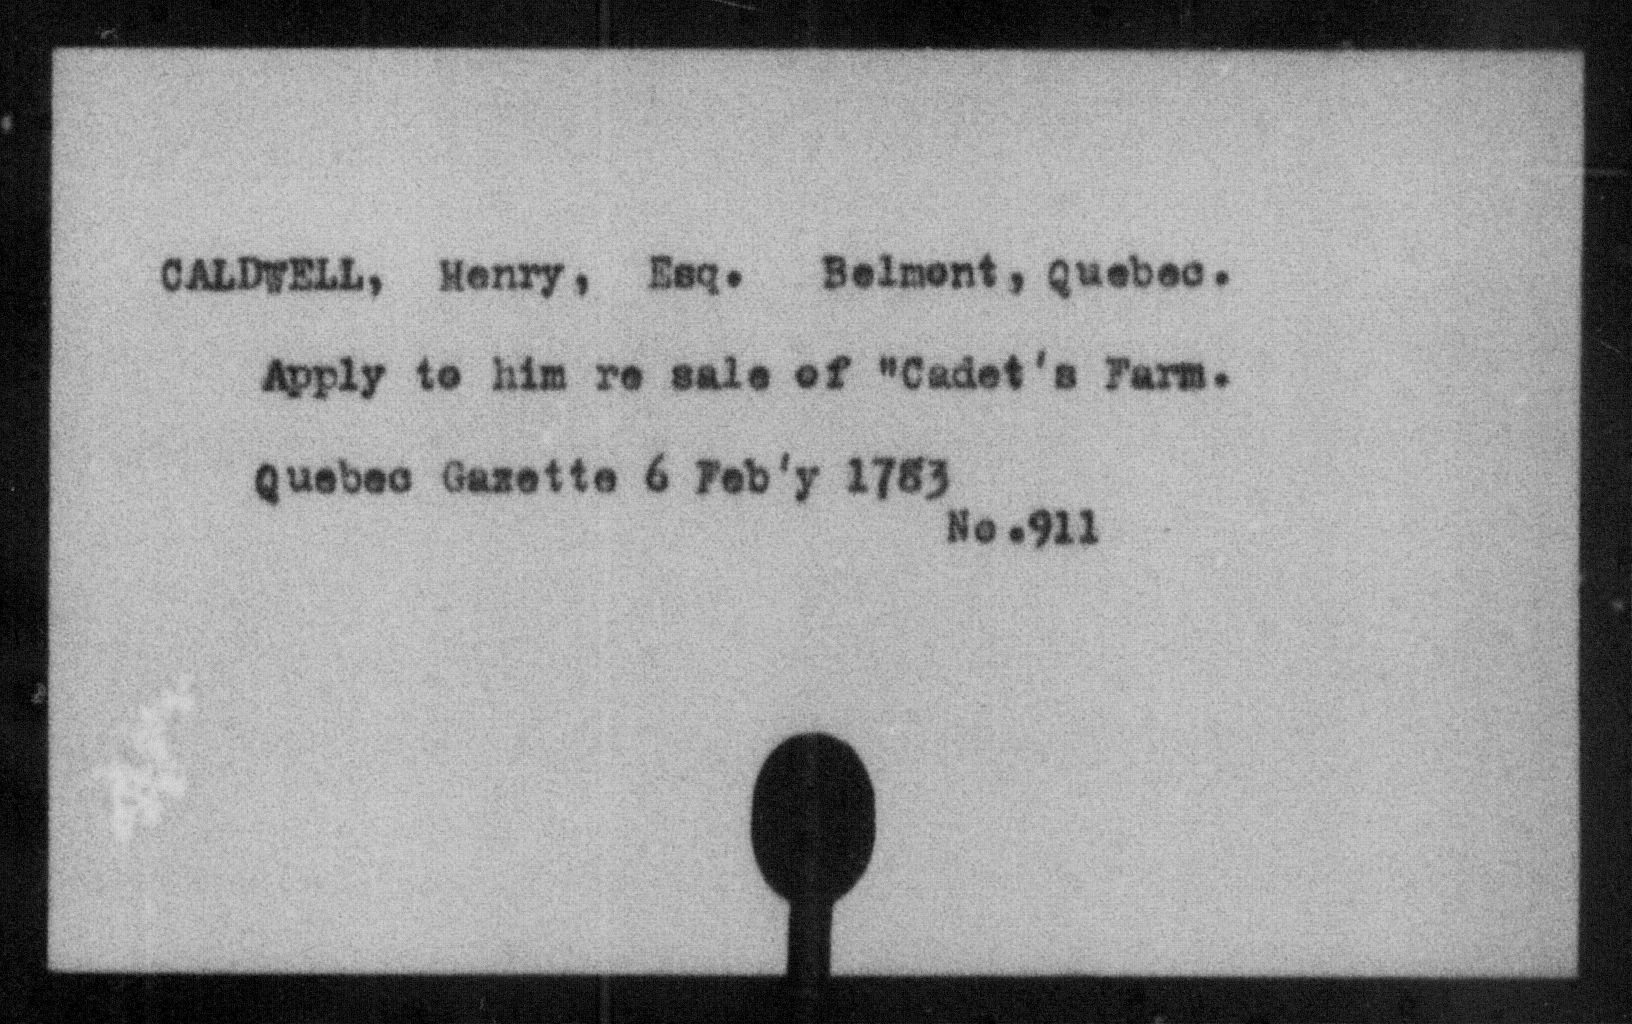 CALDWELL, Henry, Esq. Belmont, Quebec.
Apply to him re sale of "Cadet's Farm.
Quebec Gazette 6 Feb'y 1783
No.911